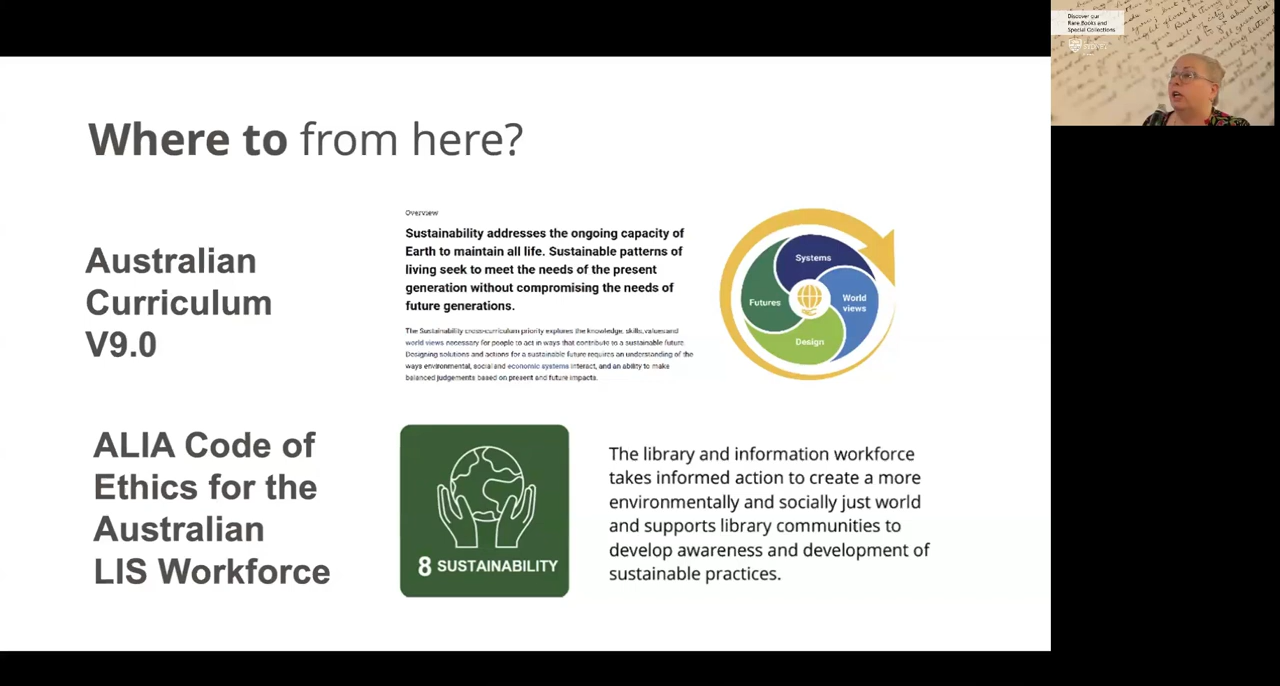 Where to from here?
Australian
Curriculum
V9.0
Overview
Sustainability addresses the ongoing capacity of
Earth to maintain all life. Sustainable patterns of
living seek to meet the needs of the present
generation without compromising the needs of
future generations.
The Sustainability cross-curriculum priority explores the knowledge, skills, values and
world views necessary for people to act in ways that contribute to a sustainable future.
Designing solutions and actions for a sustainable future requires an understanding of the
ways environmental, social and economic systems interact, and an ability to make
balanced judgements based on present and future impacts.
Systems
World
views
Futures
Design
ALIA Code of
Ethics for the
Australian
LIS Workforce
8 SUSTAINABILITY
The library and information workforce
takes informed action to create a more
environmentally and socially just world
and supports library communities to
develop awareness and development of
sustainable practices.
Discover our
Rare Books and
Special Collections